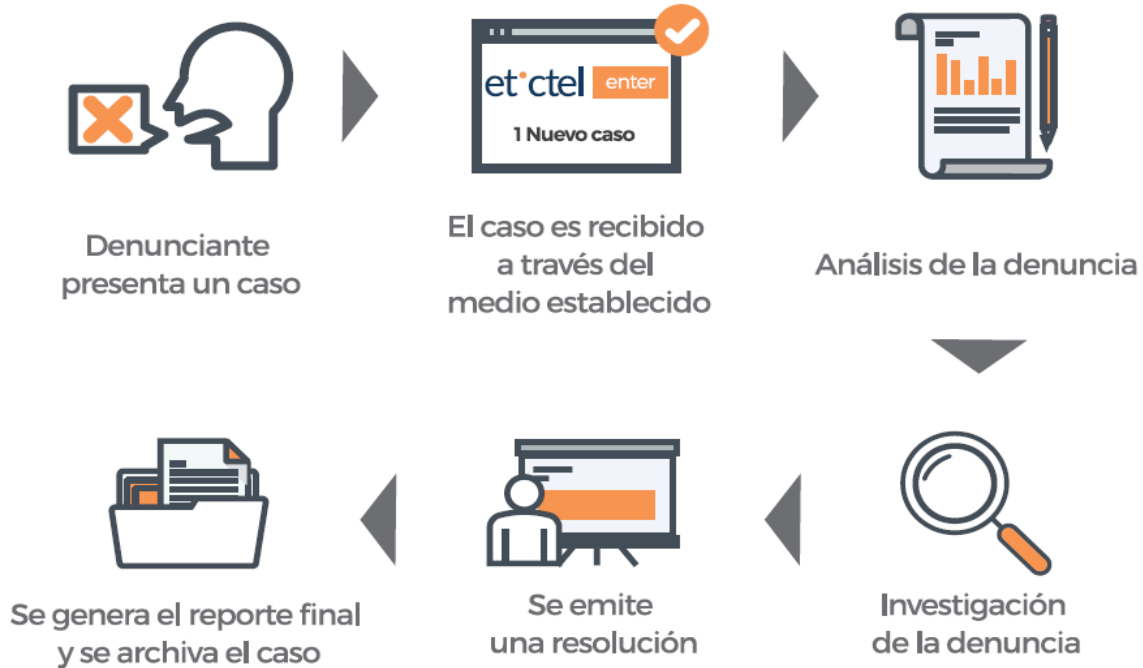 et·ctel enter
1 Nuevo caso
Denunciante
presenta un caso
El caso es recibido
a través del
medio establecido
Análisis de la denuncia
Se genera el reporte final
y se archiva el caso
Se emite
una resolución
Investigación
de la denuncia